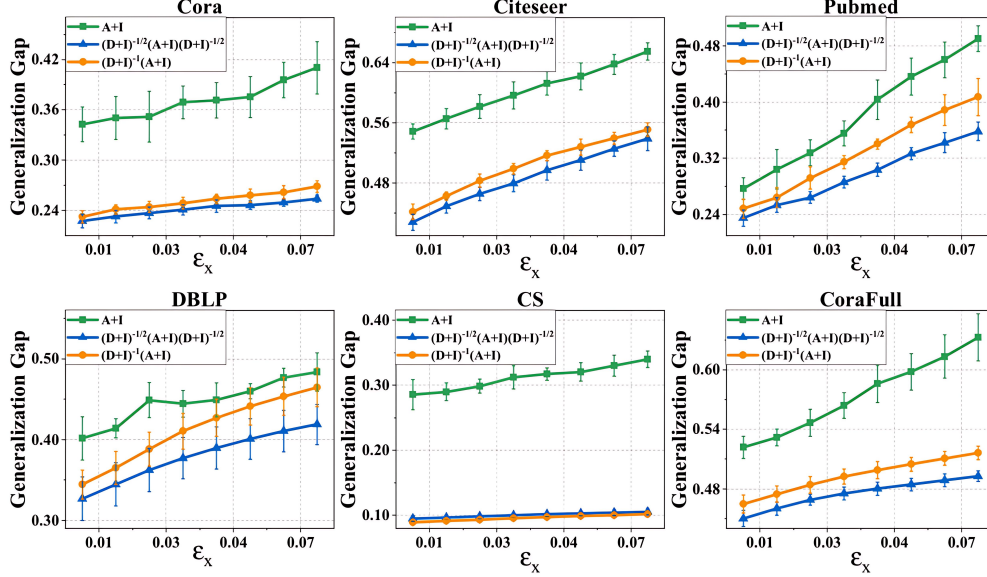 Cora
Generalization Gap
0.42
0.36
0.30
0.24
A+I
(D+I)^-1/2(A+I)(D+I)^-1/2
(D+I)^-1(A+I)
0.01 0.03 0.04 0.07
ε_x
Citeseer
Generalization Gap
0.64
0.56
0.48
A+I
(D+I)^-1/2(A+I)(D+I)^-1/2
(D+I)^-1(A+I)
0.01 0.03 0.04 0.07
ε_x
Pubmed
Generalization Gap
0.48
0.40
0.32
0.24
A+I
(D+I)^-1/2(A+I)(D+I)^-1/2
(D+I)^-1(A+I)
0.01 0.03 0.04 0.07
ε_x
DBLP
Generalization Gap
0.50
0.40
0.30
A+I
(D+I)^-1/2(A+I)(D+I)^-1/2
(D+I)^-1(A+I)
0.01 0.03 0.04 0.07
ε_x
CS
Generalization Gap
0.40
0.30
0.20
0.10
A+I
(D+I)^-1/2(A+I)(D+I)^-1/2
(D+I)^-1(A+I)
0.01 0.03 0.04 0.07
ε_x
CoraFull
Generalization Gap
0.60
0.54
0.48
A+I
(D+I)^-1/2(A+I)(D+I)^-1/2
(D+I)^-1(A+I)
0.01 0.03 0.04 0.07
ε_x